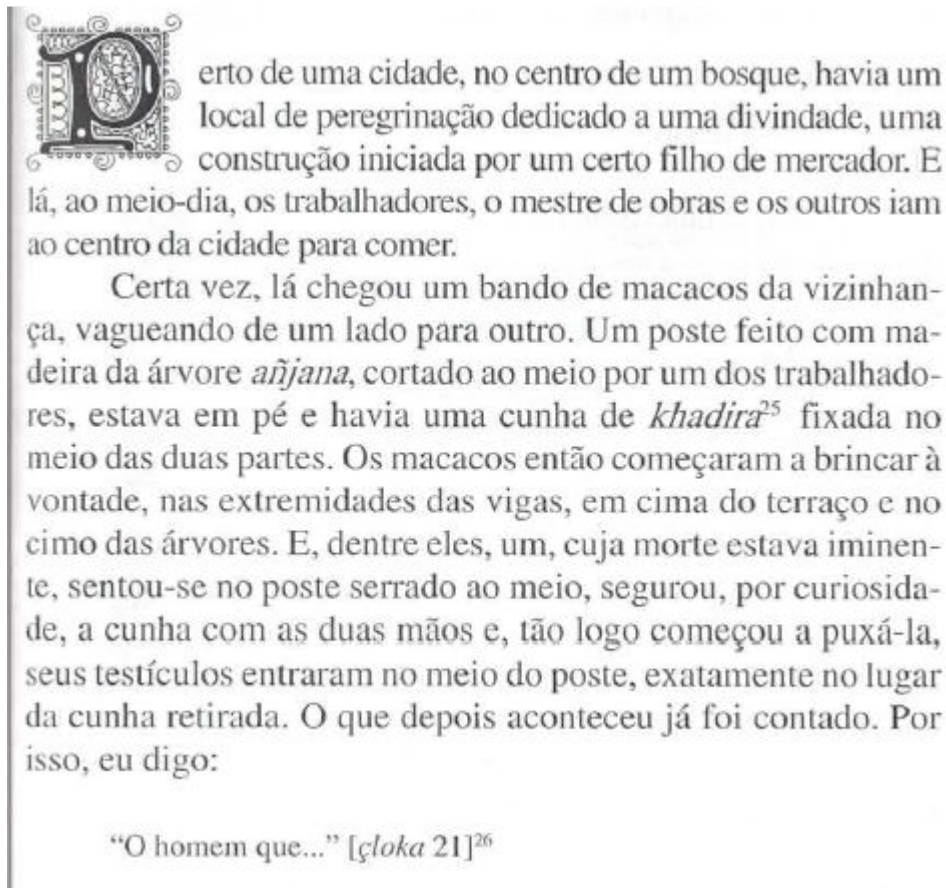 Perto de uma cidade, no centro de um bosque, havia um
local de peregrinação dedicado a uma divindade, uma
construção iniciada por um certo filho de mercador. E
lá, ao meio-dia, os trabalhadores, o mestre de obras e os outros iam
ao centro da cidade para comer.
Certa vez, lá chegou um bando de macacos da vizinhan-
ça, vagueando de um lado para outro. Um poste feito com ma-
deira da árvore añjana, cortado ao meio por um dos trabalhado-
res, estava em pé e havia uma cunha de khadira²⁵ fixada no
meio das duas partes. Os macacos então começaram a brincar à
vontade, nas extremidades das vigas, em cima do terraço e no
cimo das árvores. E, dentre eles, um, cuja morte estava iminen-
te, sentou-se no poste serrado ao meio, segurou, por curiosida-
de, a cunha com as duas mãos e, tão logo começou a puxá-la,
seus testículos entraram no meio do poste, exatamente no lugar
da cunha retirada. O que depois aconteceu já foi contado. Por
isso, eu digo:
“O homem que...” [çloka 21]²⁶